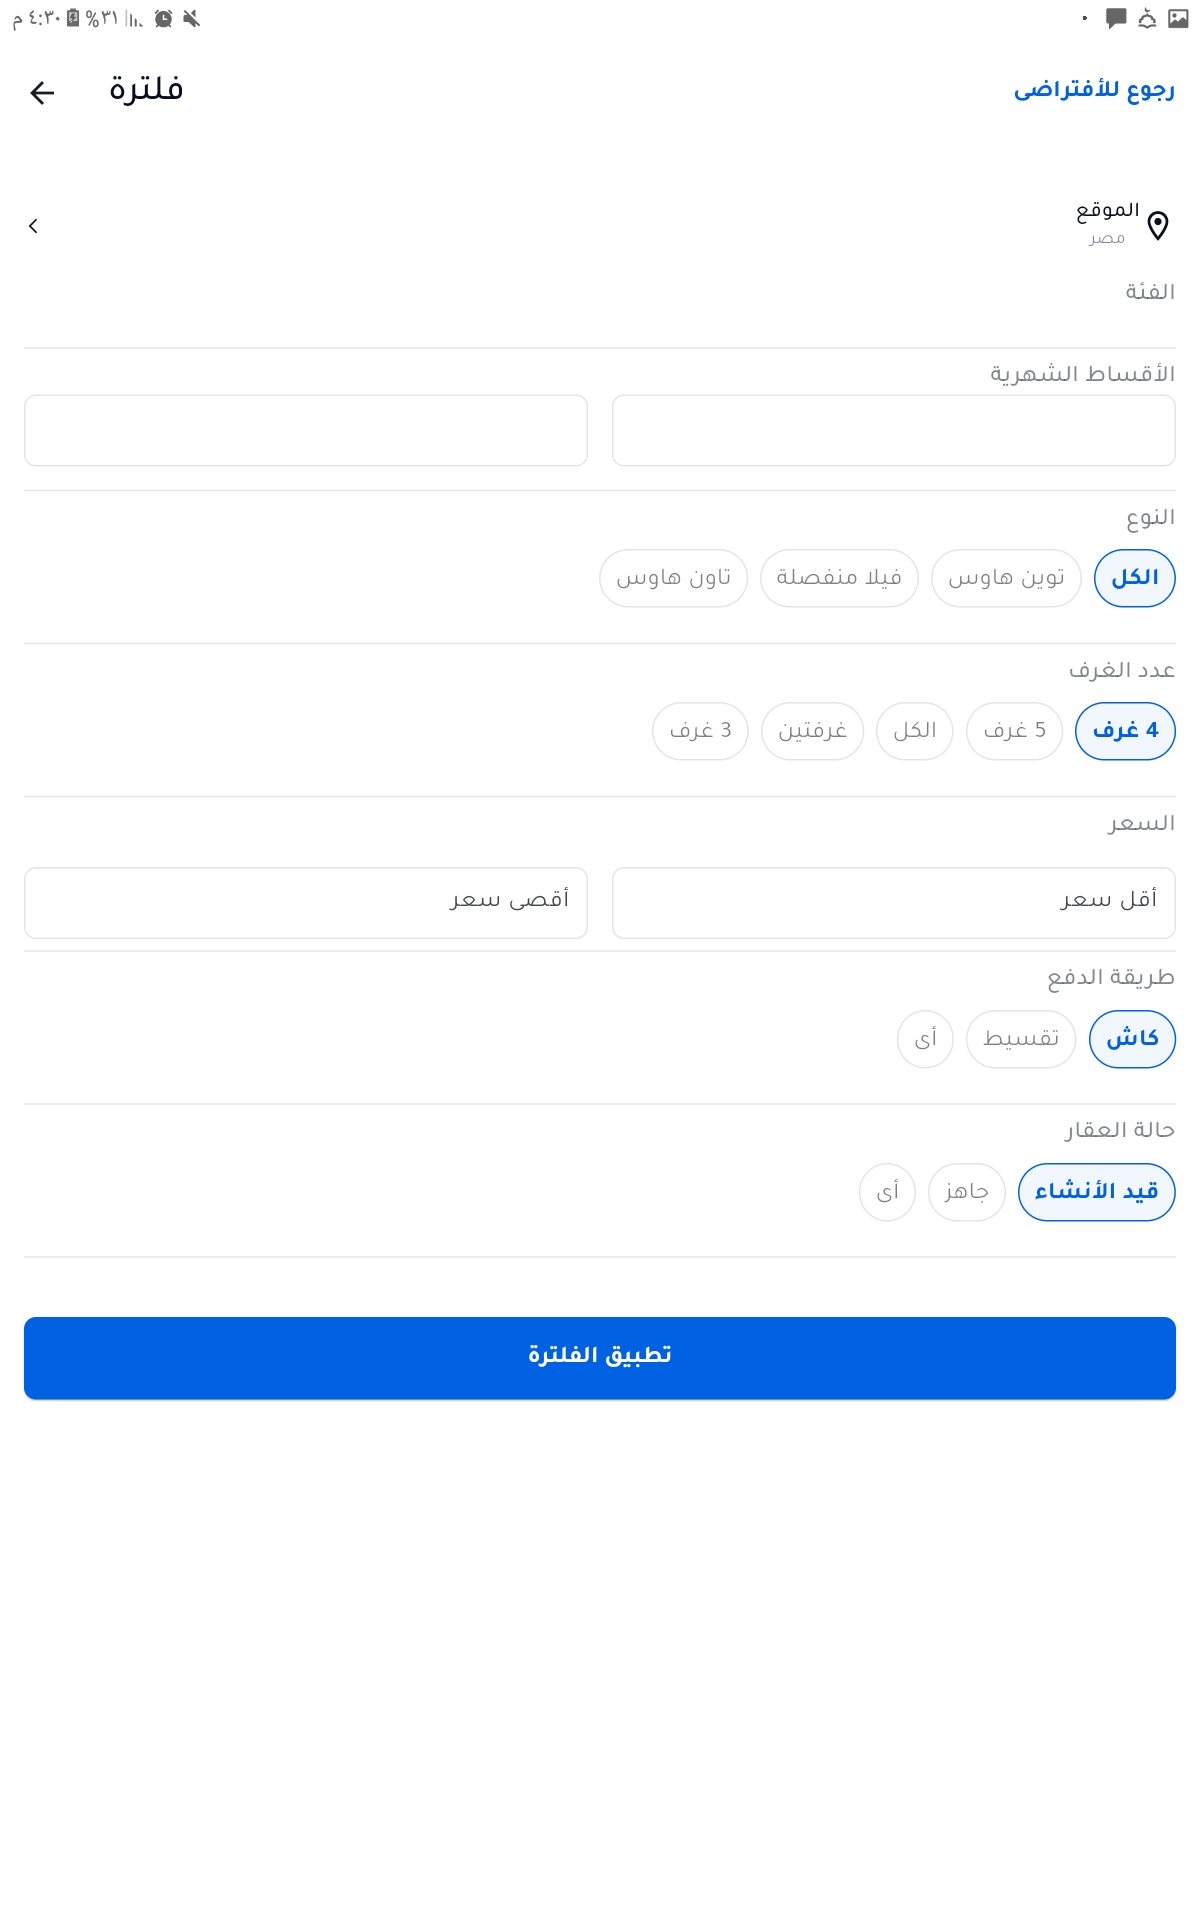 ٤:٣٠ م ٣١%
فلترة
رجوع للأفتراضى
الموقع
مصر
الفئة
الأقساط الشهرية
النوع
الكل توين هاوس فيلا منفصلة تاون هاوس
عدد الغرف
4 غرف 5 غرف الكل غرفتين 3 غرف
السعر
أقل سعر أقصى سعر
طريقة الدفع
كاش تقسيط أى
حالة العقار
قيد الأنشاء جاهز أى
تطبيق الفلترة